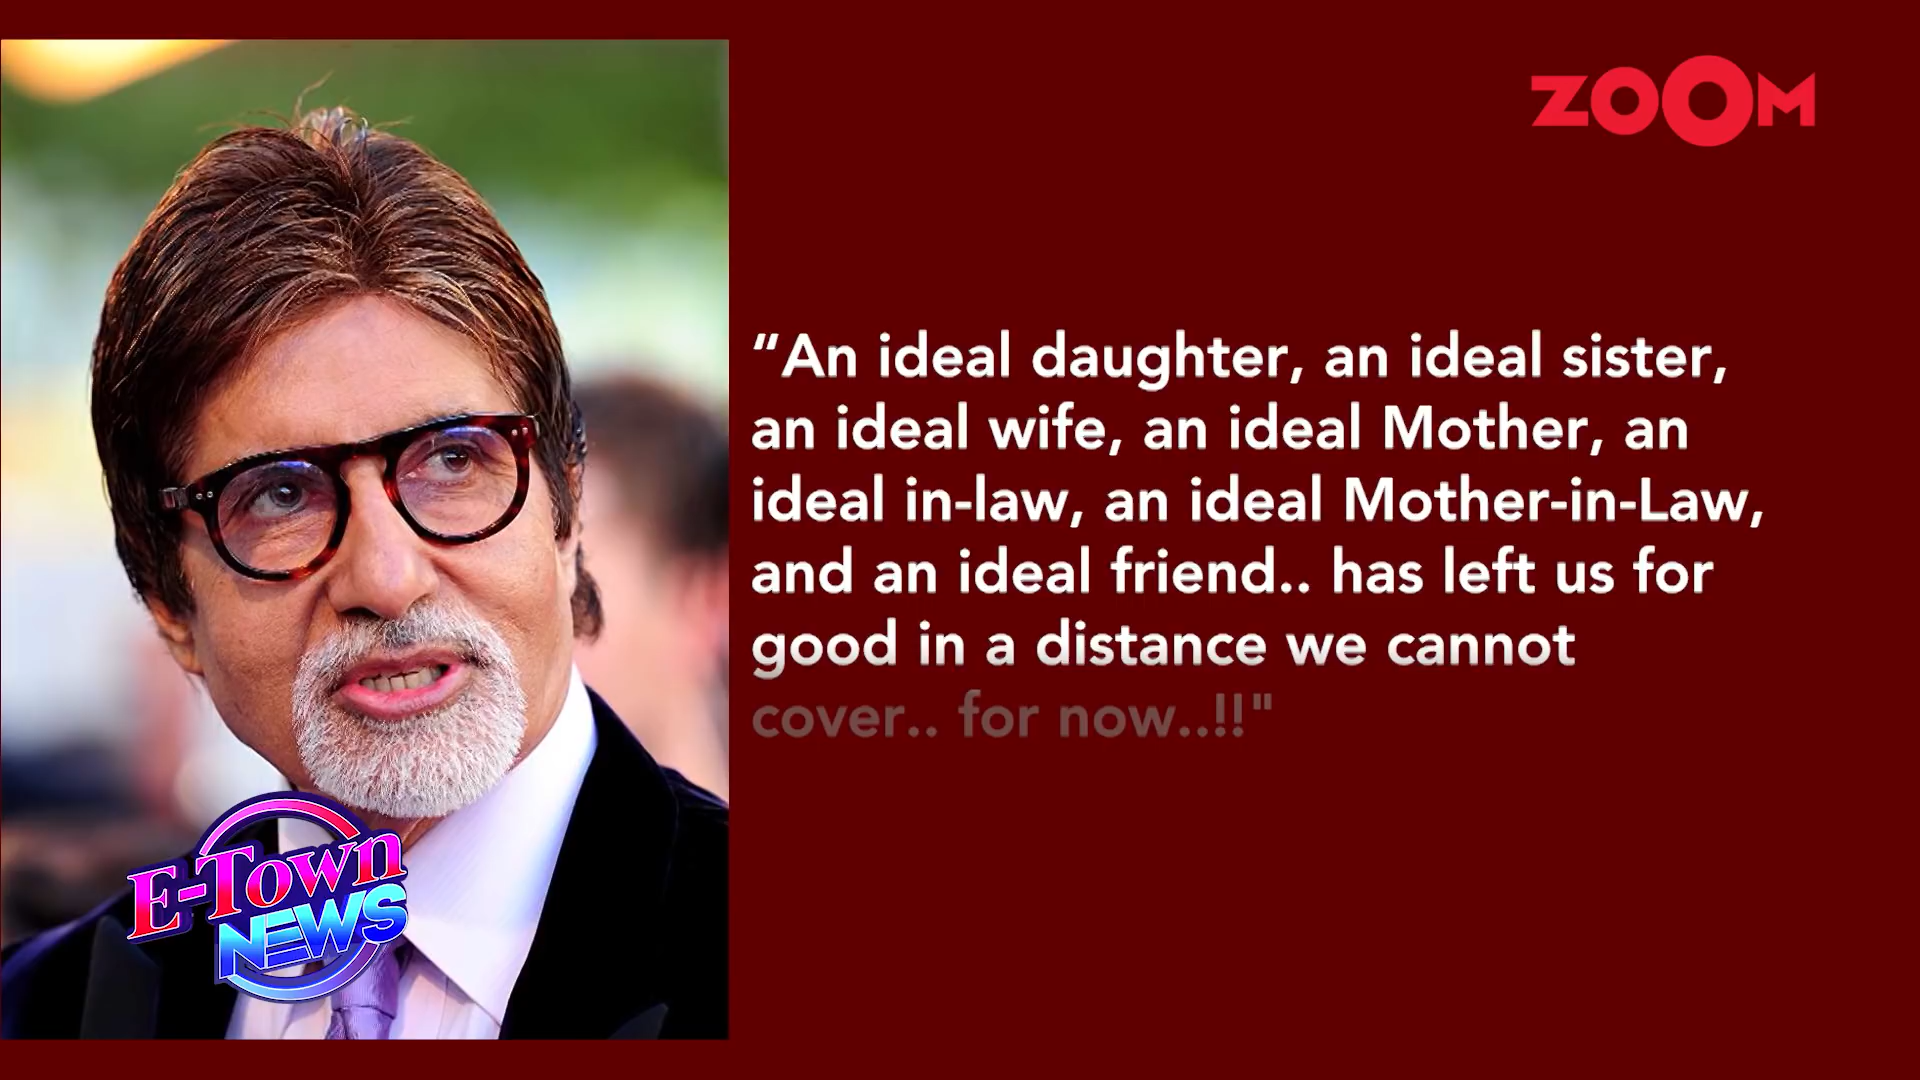 ZOOM
“An ideal daughter, an ideal sister,
an ideal wife, an ideal Mother, an
ideal in-law, an ideal Mother-in-Law,
and an ideal friend.. has left us for
good in a distance we cannot
cover.. for now..!!"
E-Town
NEWS